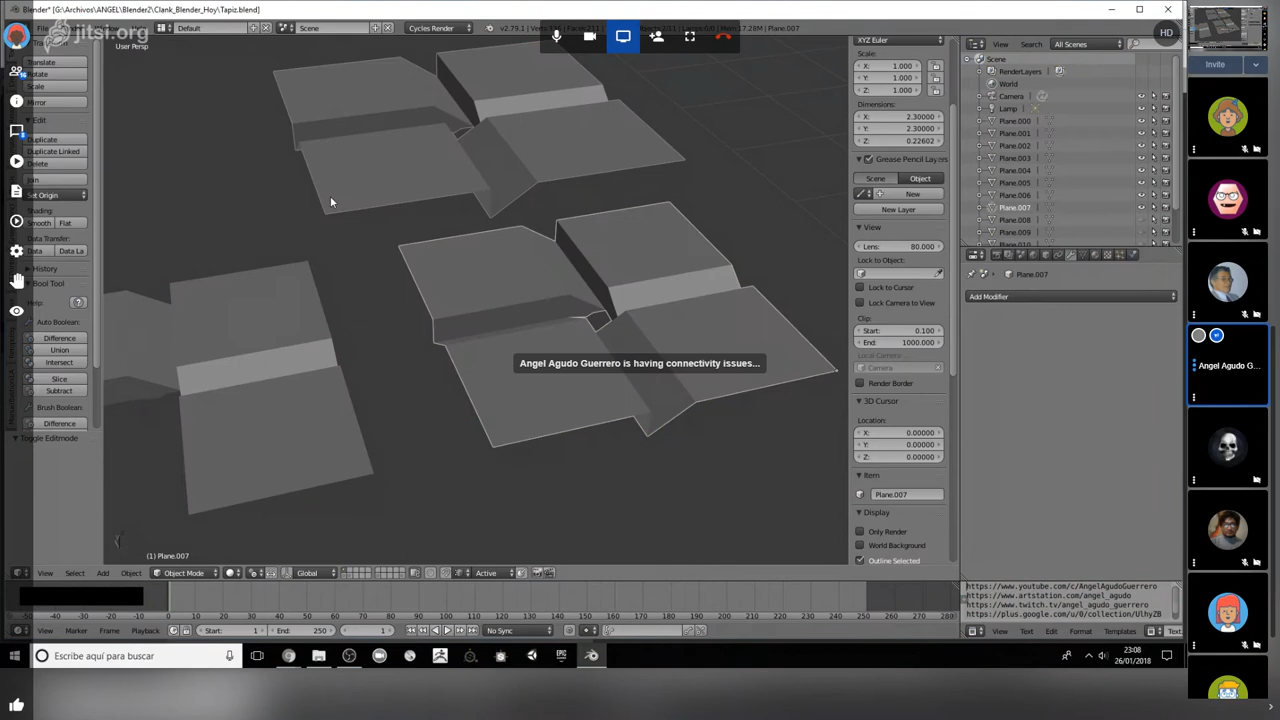 Blender* [G:\Archivos\ANGEL\Blender2\Clank_Blender_Hoy\Tapiz.blend]
jitsi.org
Default
Scene
Cycles Render
HD
User Persp
Translate
Rotate
Scale
Mirror
Edit
Duplicate
Duplicate Linked
Delete
Join
Set Origin
Shading:
Smooth
Flat
Data Transfer:
Data
Data La
History
Bool Tool
Help:
?
Auto Boolean:
Difference
Union
Intersect
Slice
Subtract
Brush Boolean:
Difference
Toggle Editmode
Angel Agudo Guerrero is having connectivity issues...
(1) Plane.007
XYZ Euler
Scale:
X: 1.000
Y: 1.000
Z: 1.000
Dimensions:
X: 2.30000
Y: 2.30000
Z: 0.22602
Grease Pencil Layers
Scene
Object
New
New Layer
View
Lens: 80.000
Lock to Object:
Lock to Cursor
Lock Camera to View
Clip:
Start: 0.100
End: 1000.000
Local Camera:
Camera
Render Border
3D Cursor
Location:
X: 0.00000
Y: 0.00000
Z: 0.00000
Item
Plane.007
Display
Only Render
World Background
Outline Selected
View
Search
All Scenes
Scene
RenderLayers
World
Camera
Lamp
Plane.000
Plane.001
Plane.002
Plane.003
Plane.004
Plane.005
Plane.006
Plane.007
Plane.008
Plane.009
Plane.010
Plane.007
Add Modifier
https://www.youtube.com/c/AngelAgudoGuerrero
https://www.artstation.com/angel_agudo
https://www.twitch.tv/angel_agudo_guerrero
https://plus.google.com/u/0/collection/UlhyZB
View
Text
Edit
Format
Templates
Text
View
Select
Add
Object
Object Mode
Global
Active
View
Marker
Frame
Playback
Start: 1
End: 250
1
No Sync
Escribe aquí para buscar
23:08
26/01/2018
Invite
Angel Agudo G...